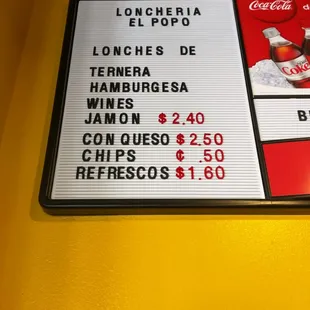 LONCHERIA
EL POPO
LONCHES DE
TERNERA
HAMBURGESA
WINES
JAMON $2.40
CON QUESO $2.50
CHIPS ¢ .50
REFRESCOS $1.60
Coca-Cola
Coke